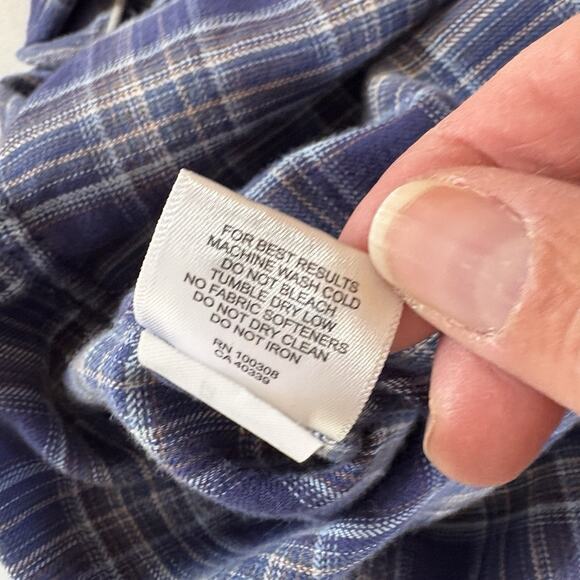 FOR BEST RESULTS
MACHINE WASH COLD
DO NOT BLEACH
TUMBLE DRY LOW
NO FABRIC SOFTENERS
DO NOT DRY CLEAN
DO NOT IRON
RN 100308
CA 40339